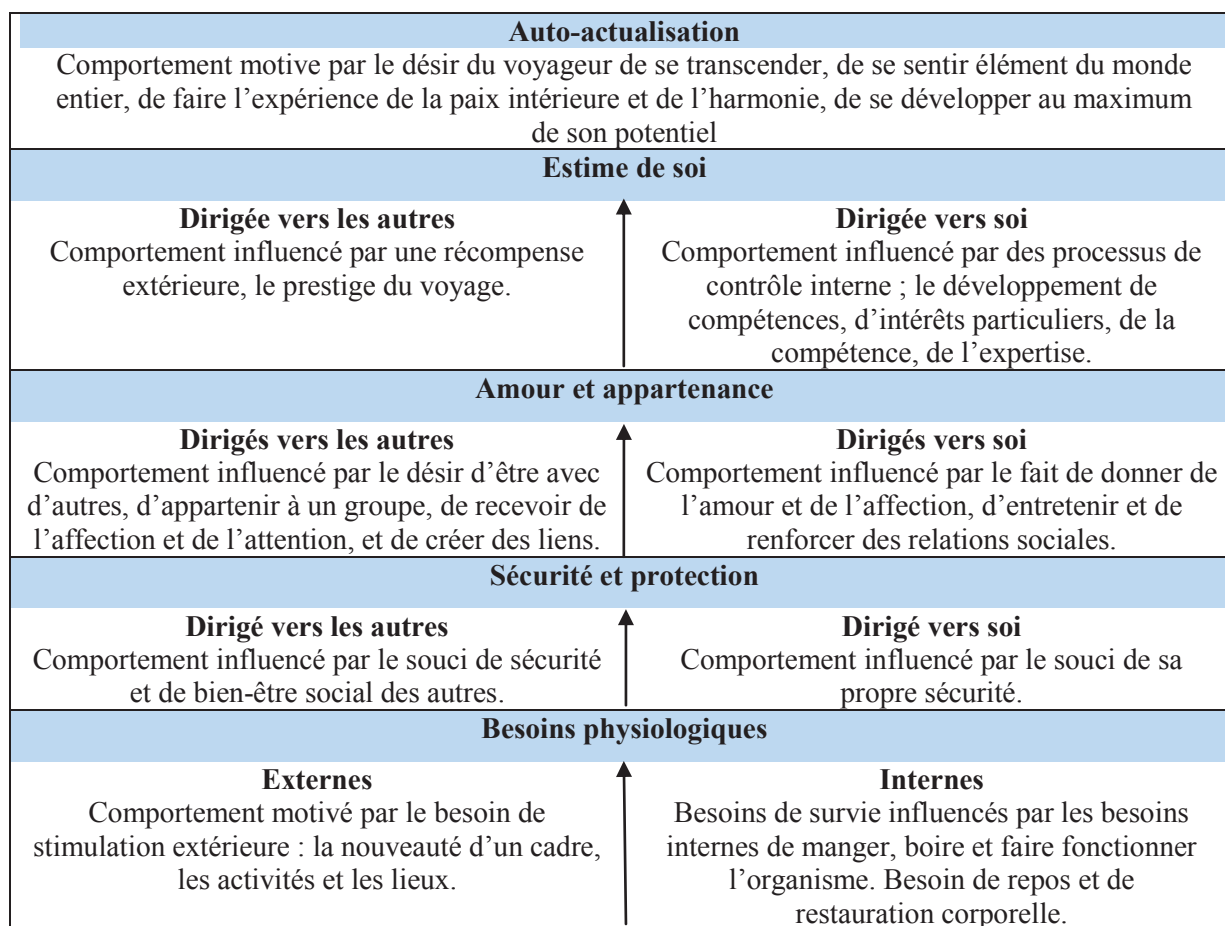 Auto-actualisation
Comportement motive par le désir du voyageur de se transcender, de se sentir élément du monde
entier, de faire l’expérience de la paix intérieure et de l’harmonie, de se développer au maximum
de son potentiel
Estime de soi
Dirigée vers les autres
Comportement influencé par une récompense
extérieure, le prestige du voyage.
Dirigée vers soi
Comportement influencé par des processus de
contrôle interne ; le développement de
compétences, d’intérêts particuliers, de la
compétence, de l’expertise.
Amour et appartenance
Dirigés vers les autres
Comportement influencé par le désir d’être avec
d’autres, d’appartenir à un groupe, de recevoir de
l’affection et de l’attention, et de créer des liens.
Dirigés vers soi
Comportement influencé par le fait de donner de
l’amour et de l’affection, d’entretenir et de
renforcer des relations sociales.
Sécurité et protection
Dirigé vers les autres
Comportement influencé par le souci de sécurité
et de bien-être social des autres.
Dirigé vers soi
Comportement influencé par le souci de sa
propre sécurité.
Besoins physiologiques
Externes
Comportement motivé par le besoin de
stimulation extérieure : la nouveauté d’un cadre,
les activités et les lieux.
Internes
Besoins de survie influencés par les besoins
internes de manger, boire et faire fonctionner
l’organisme. Besoin de repos et de
restauration corporelle.